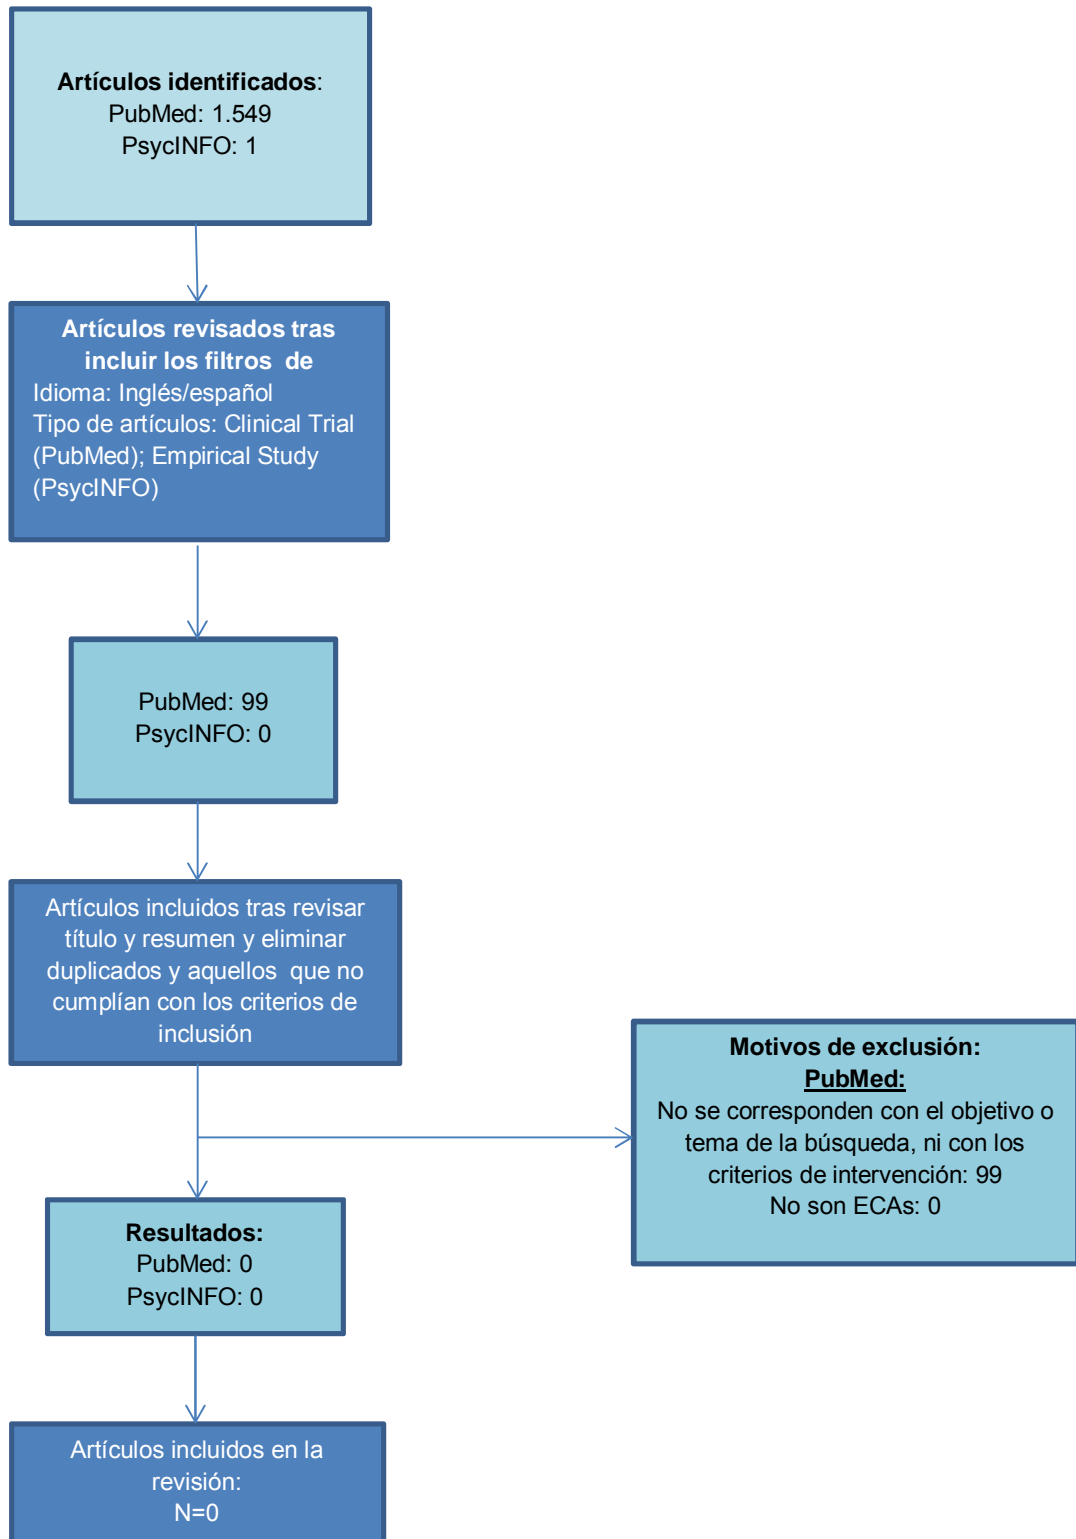 Artículos identificados:
PubMed: 1.549
PsycINFO: 1
Artículos revisados tras
incluir los filtros  de
Idioma: Inglés/español
Tipo de artículos: Clinical Trial
(PubMed); Empirical Study
(PsycINFO)
PubMed: 99
PsycINFO: 0
Artículos incluidos tras revisar
título y resumen y eliminar
duplicados y aquellos  que no
cumplían con los criterios de
inclusión
Motivos de exclusión:
PubMed:
No se corresponden con el objetivo o
tema de la búsqueda, ni con los
criterios de intervención: 99
No son ECAs: 0
Resultados:
PubMed: 0
PsycINFO: 0
Artículos incluidos en la
revisión:
N=0